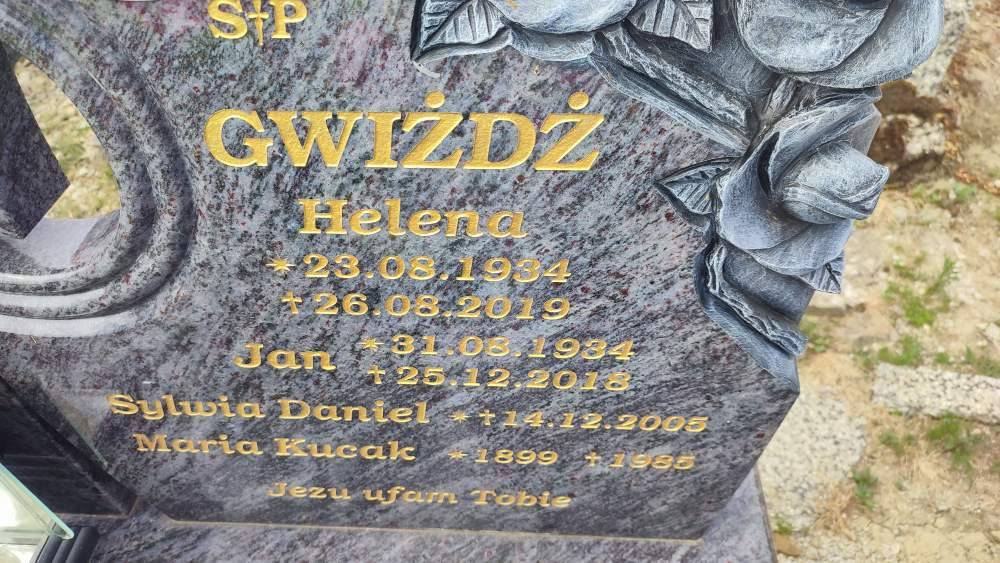 S†P
GWIŻDŻ
Helena
*23.08.1934
†26.08.2019
Jan *31.08.1934
†25.12.2018
Sylwia Daniel *†14.12.2005
Maria Kucak *1899 †1985
Jezu ufam Tobie